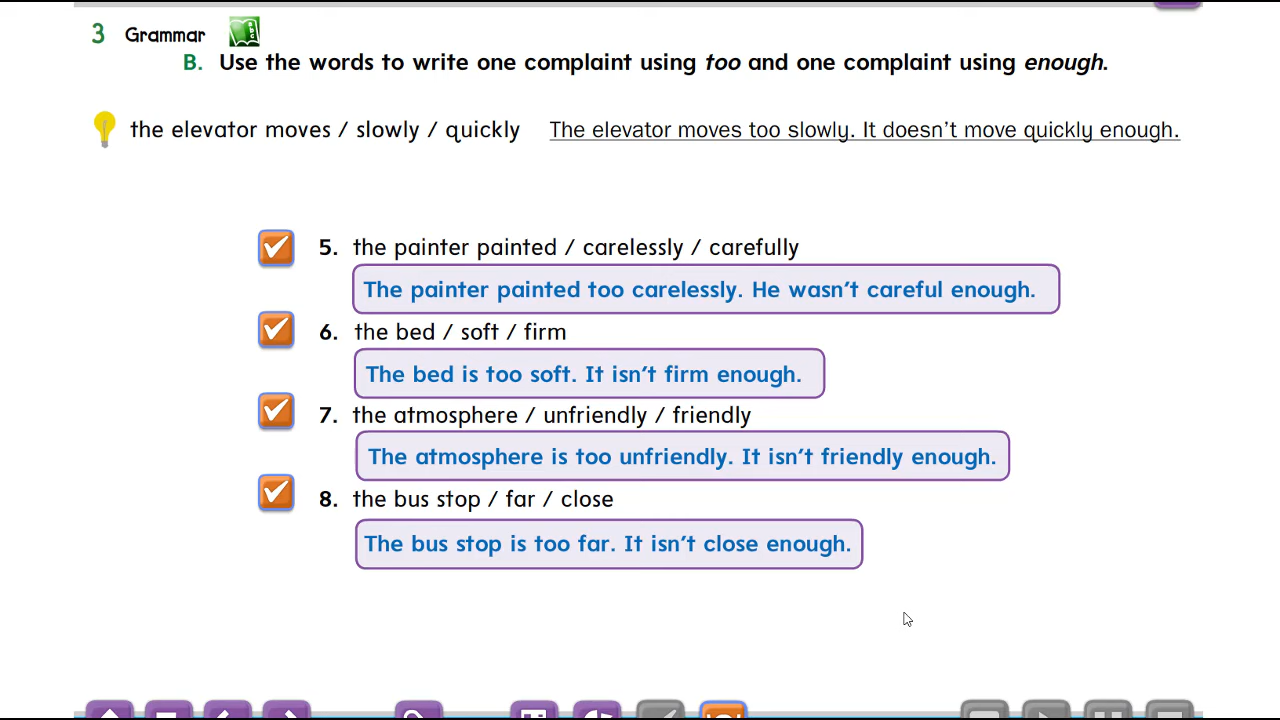 3 Grammar
B. Use the words to write one complaint using too and one complaint using enough.
the elevator moves / slowly / quickly The elevator moves too slowly. It doesn't move quickly enough.
5. the painter painted / carelessly / carefully
The painter painted too carelessly. He wasn't careful enough.
6. the bed / soft / firm
The bed is too soft. It isn't firm enough.
7. the atmosphere / unfriendly / friendly
The atmosphere is too unfriendly. It isn't friendly enough.
8. the bus stop / far / close
The bus stop is too far. It isn't close enough.